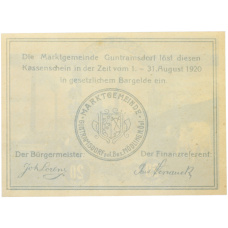 Die Marktgemeinde Guntramsdorf löst diesen
Kassenschein in der Zeit vom 1. - 31. August 1920
in gesetzlichem Bargelde ein.
MARKTGEMEINDE
Der Bürgermeister: Der Finanzreferent: